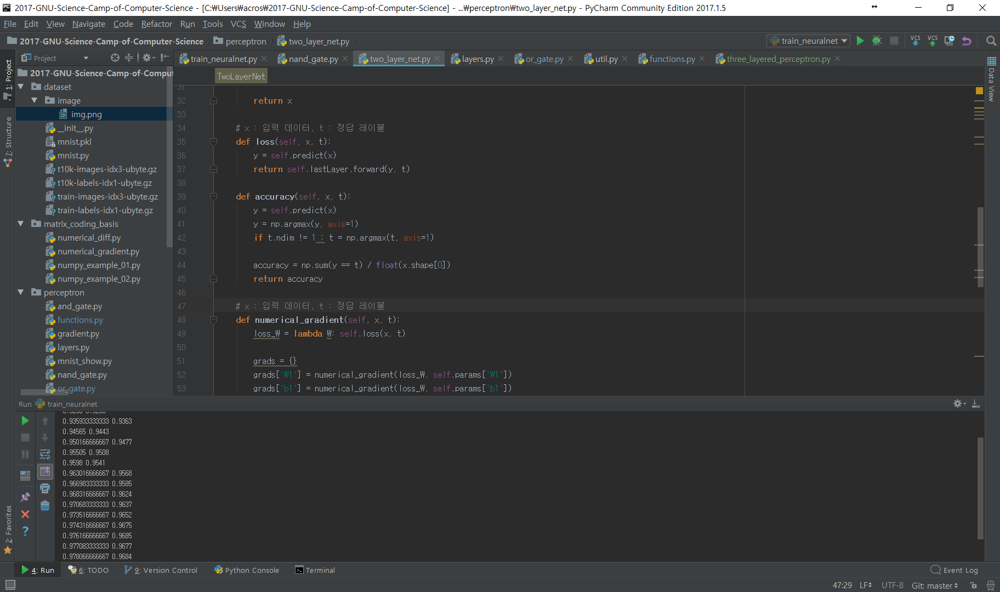 2017-GNU-Science-Camp-of-Computer-Science - [C:₩Users₩acros₩2017-GNU-Science-Camp-of-Computer-Science] - ...₩perceptron₩two_layer_net.py - PyCharm Community Edition 2017.1.5
File Edit View Navigate Code Refactor Run Tools VCS Window Help
2017-GNU-Science-Camp-of-Computer-Science perceptron two_layer_net.py train_neuralnet VCS VCS
Project train_neuralnet.py nand_gate.py two_layer_net.py layers.py or_gate.py util.py functions.py three_layered_perceptron.py
TwoLayerNet
1: Project
7: Structure
2: Favorites
Data View
2017-GNU-Science-Camp-of-Comput
dataset
image
img.png
__init__.py
mnist.pkl
mnist.py
t10k-images-idx3-ubyte.gz
t10k-labels-idx1-ubyte.gz
train-images-idx3-ubyte.gz
train-labels-idx1-ubyte.gz
matrix_coding_basis
numerical_diff.py
numerical_gradient.py
numpy_example_01.py
numpy_example_02.py
perceptron
and_gate.py
functions.py
gradient.py
layers.py
mnist_show.py
nand_gate.py
or_gate.py
31
32 return x
33
34 # x : 입력 데이터, t : 정답 레이블
35 def loss(self, x, t):
36 y = self.predict(x)
37 return self.lastLayer.forward(y, t)
38
39 def accuracy(self, x, t):
40 y = self.predict(x)
41 y = np.argmax(y, axis=1)
42 if t.ndim != 1 : t = np.argmax(t, axis=1)
43
44 accuracy = np.sum(y == t) / float(x.shape[0])
45 return accuracy
46
47 # x : 입력 데이터, t : 정답 레이블
48 def numerical_gradient(self, x, t):
49 loss_W = lambda W: self.loss(x, t)
50
51 grads = {}
52 grads['W1'] = numerical_gradient(loss_W, self.params['W1'])
53 grads['b1'] = numerical_gradient(loss_W, self.params['b1'])
Run train_neuralnet
0.935933333333 0.9363
0.94565 0.9443
0.950166666667 0.9477
0.95505 0.9508
0.9598 0.9541
0.963016666667 0.9568
0.966983333333 0.9585
0.968316666667 0.9624
0.970683333333 0.9637
0.973516666667 0.9652
0.974316666667 0.9675
0.976166666667 0.9685
0.977083333333 0.9677
0.978066666667 0.9684
4: Run 6: TODO 9: Version Control Python Console Terminal Event Log
47:29 LF UTF-8 Git: master